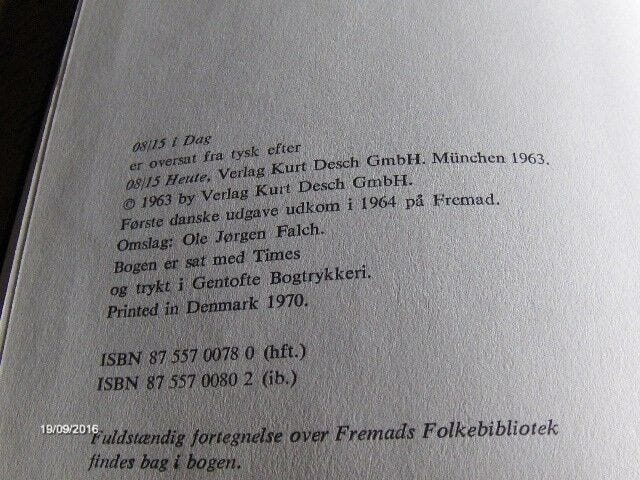 08/15 i Dag
er oversat fra tysk efter
08/15 Heute, Verlag Kurt Desch GmbH. München 1963.
© 1963 by Verlag Kurt Desch GmbH.
Første danske udgave udkom i 1964 på Fremad.
Omslag: Ole Jørgen Falch.
Bogen er sat med Times
og trykt i Gentofte Bogtrykkeri.
Printed in Denmark 1970.
ISBN 87 557 0078 0 (hft.)
ISBN 87 557 0080 2 (ib.)
19/09/2016
Fuldstændig fortegnelse over Fremads Folkebibliotek
findes bag i bogen.